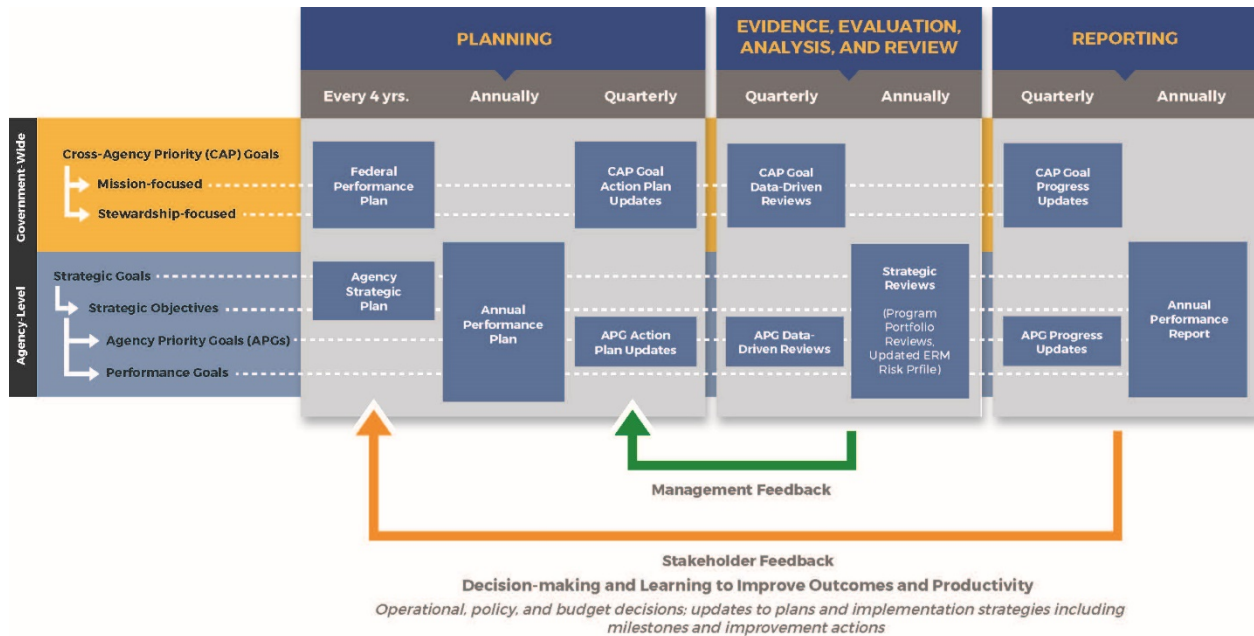 PLANNING
EVIDENCE, EVALUATION,
ANALYSIS, AND REVIEW
REPORTING
Every 4 yrs.
Annually
Quarterly
Quarterly
Annually
Quarterly
Annually
Government-Wide
Cross-Agency Priority (CAP) Goals
Mission-focused
Stewardship-focused
Federal
Performance
Plan
CAP Goal
Action Plan
Updates
CAP Goal
Data-Driven
Reviews
CAP Goal
Progress
Updates
Agency-Level
Strategic Goals
Strategic Objectives
Agency Priority Goals (APGs)
Performance Goals
Agency
Strategic
Plan
Annual
Performance
Plan
APG Action
Plan Updates
APG Data-
Driven Reviews
Strategic
Reviews
(Program
Portfolio
Reviews,
Updated ERM
Risk Prfile)
APG Progress
Updates
Annual
Performance
Report
Management Feedback
Stakeholder Feedback
Decision-making and Learning to Improve Outcomes and Productivity
Operational, policy, and budget decisions; updates to plans and implementation strategies including
milestones and improvement actions